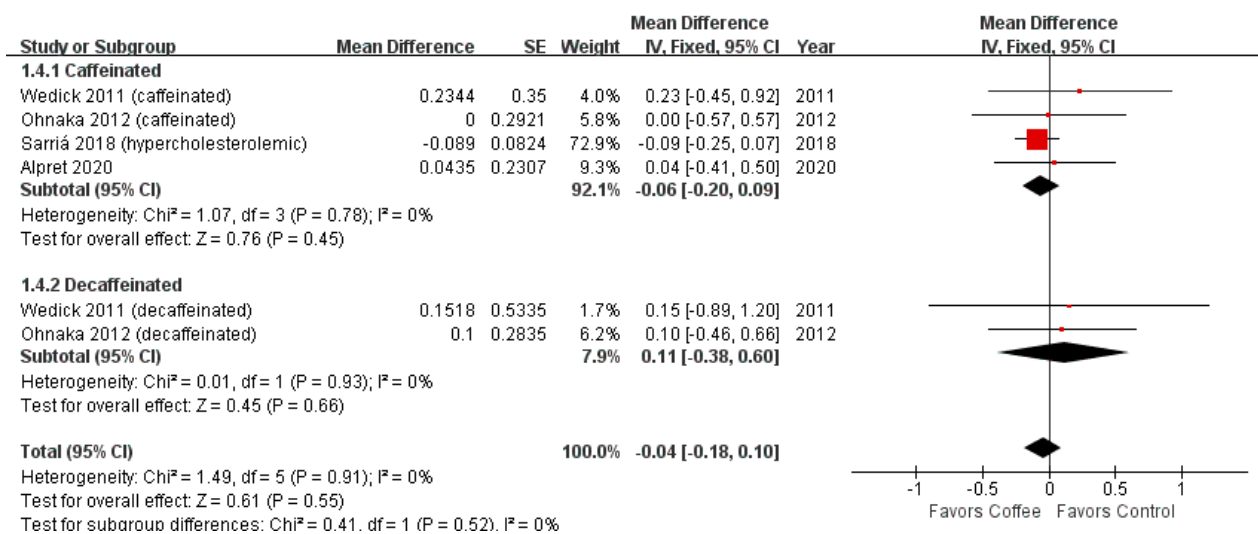 Mean Difference Mean Difference
Study or Subgroup Mean Difference SE Weight IV, Fixed, 95% CI Year IV, Fixed, 95% CI
1.4.1 Caffeinated
Wedick 2011 (caffeinated) 0.2344 0.35 4.0% 0.23 [-0.45, 0.92] 2011
Ohnaka 2012 (caffeinated) 0 0.2921 5.8% 0.00 [-0.57, 0.57] 2012
Sarriá 2018 (hypercholesterolemic) -0.089 0.0824 72.9% -0.09 [-0.25, 0.07] 2018
Alpret 2020 0.0435 0.2307 9.3% 0.04 [-0.41, 0.50] 2020
Subtotal (95% CI) 92.1% -0.06 [-0.20, 0.09]
Heterogeneity: Chi² = 1.07, df = 3 (P = 0.78); I² = 0%
Test for overall effect: Z = 0.76 (P = 0.45)
1.4.2 Decaffeinated
Wedick 2011 (decaffeinated) 0.1518 0.5335 1.7% 0.15 [-0.89, 1.20] 2011
Ohnaka 2012 (decaffeinated) 0.1 0.2835 6.2% 0.10 [-0.46, 0.66] 2012
Subtotal (95% CI) 7.9% 0.11 [-0.38, 0.60]
Heterogeneity: Chi² = 0.01, df = 1 (P = 0.93); I² = 0%
Test for overall effect: Z = 0.45 (P = 0.66)
Total (95% CI) 100.0% -0.04 [-0.18, 0.10]
Heterogeneity: Chi² = 1.49, df = 5 (P = 0.91); I² = 0%
Test for overall effect: Z = 0.61 (P = 0.55)
Test for subgroup differences: Chi² = 0.41, df = 1 (P = 0.52), I² = 0%
-1 -0.5 0 0.5 1
Favors Coffee Favors Control